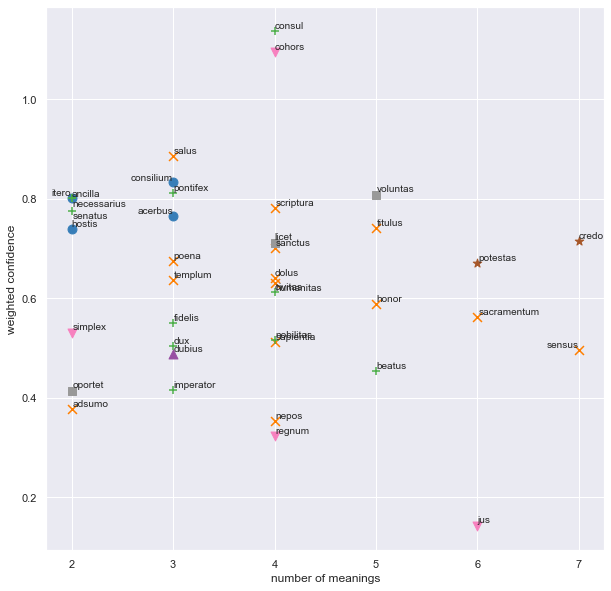 consul
cohors
1.0
salus
consilium
pontifex
itero
ancilla
voluntas
0.8
necessarius
scriptura
senatus
acerbus
hostis
titulus
licet
sanctus
credo
potestas
poena
templum
dolus
humanitas
0.6
honor
sacramentum
fidelis
simplex
nobilitas
sapientia
dux
dubius
sensus
beatus
oportet
imperator
0.4
adsumo
nepos
regnum
0.2
jus
2 3 4 5 6 7
number of meanings
weighted confidence